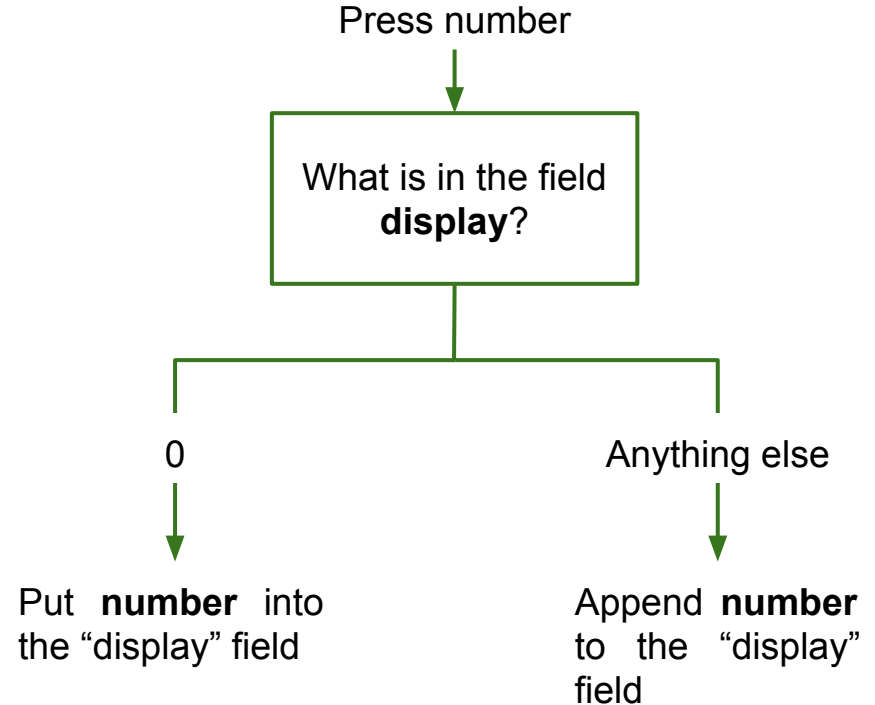 Press number
What is in the field
display?
0
Anything else
Put number into
the “display” field
Append number
to the “display”
field